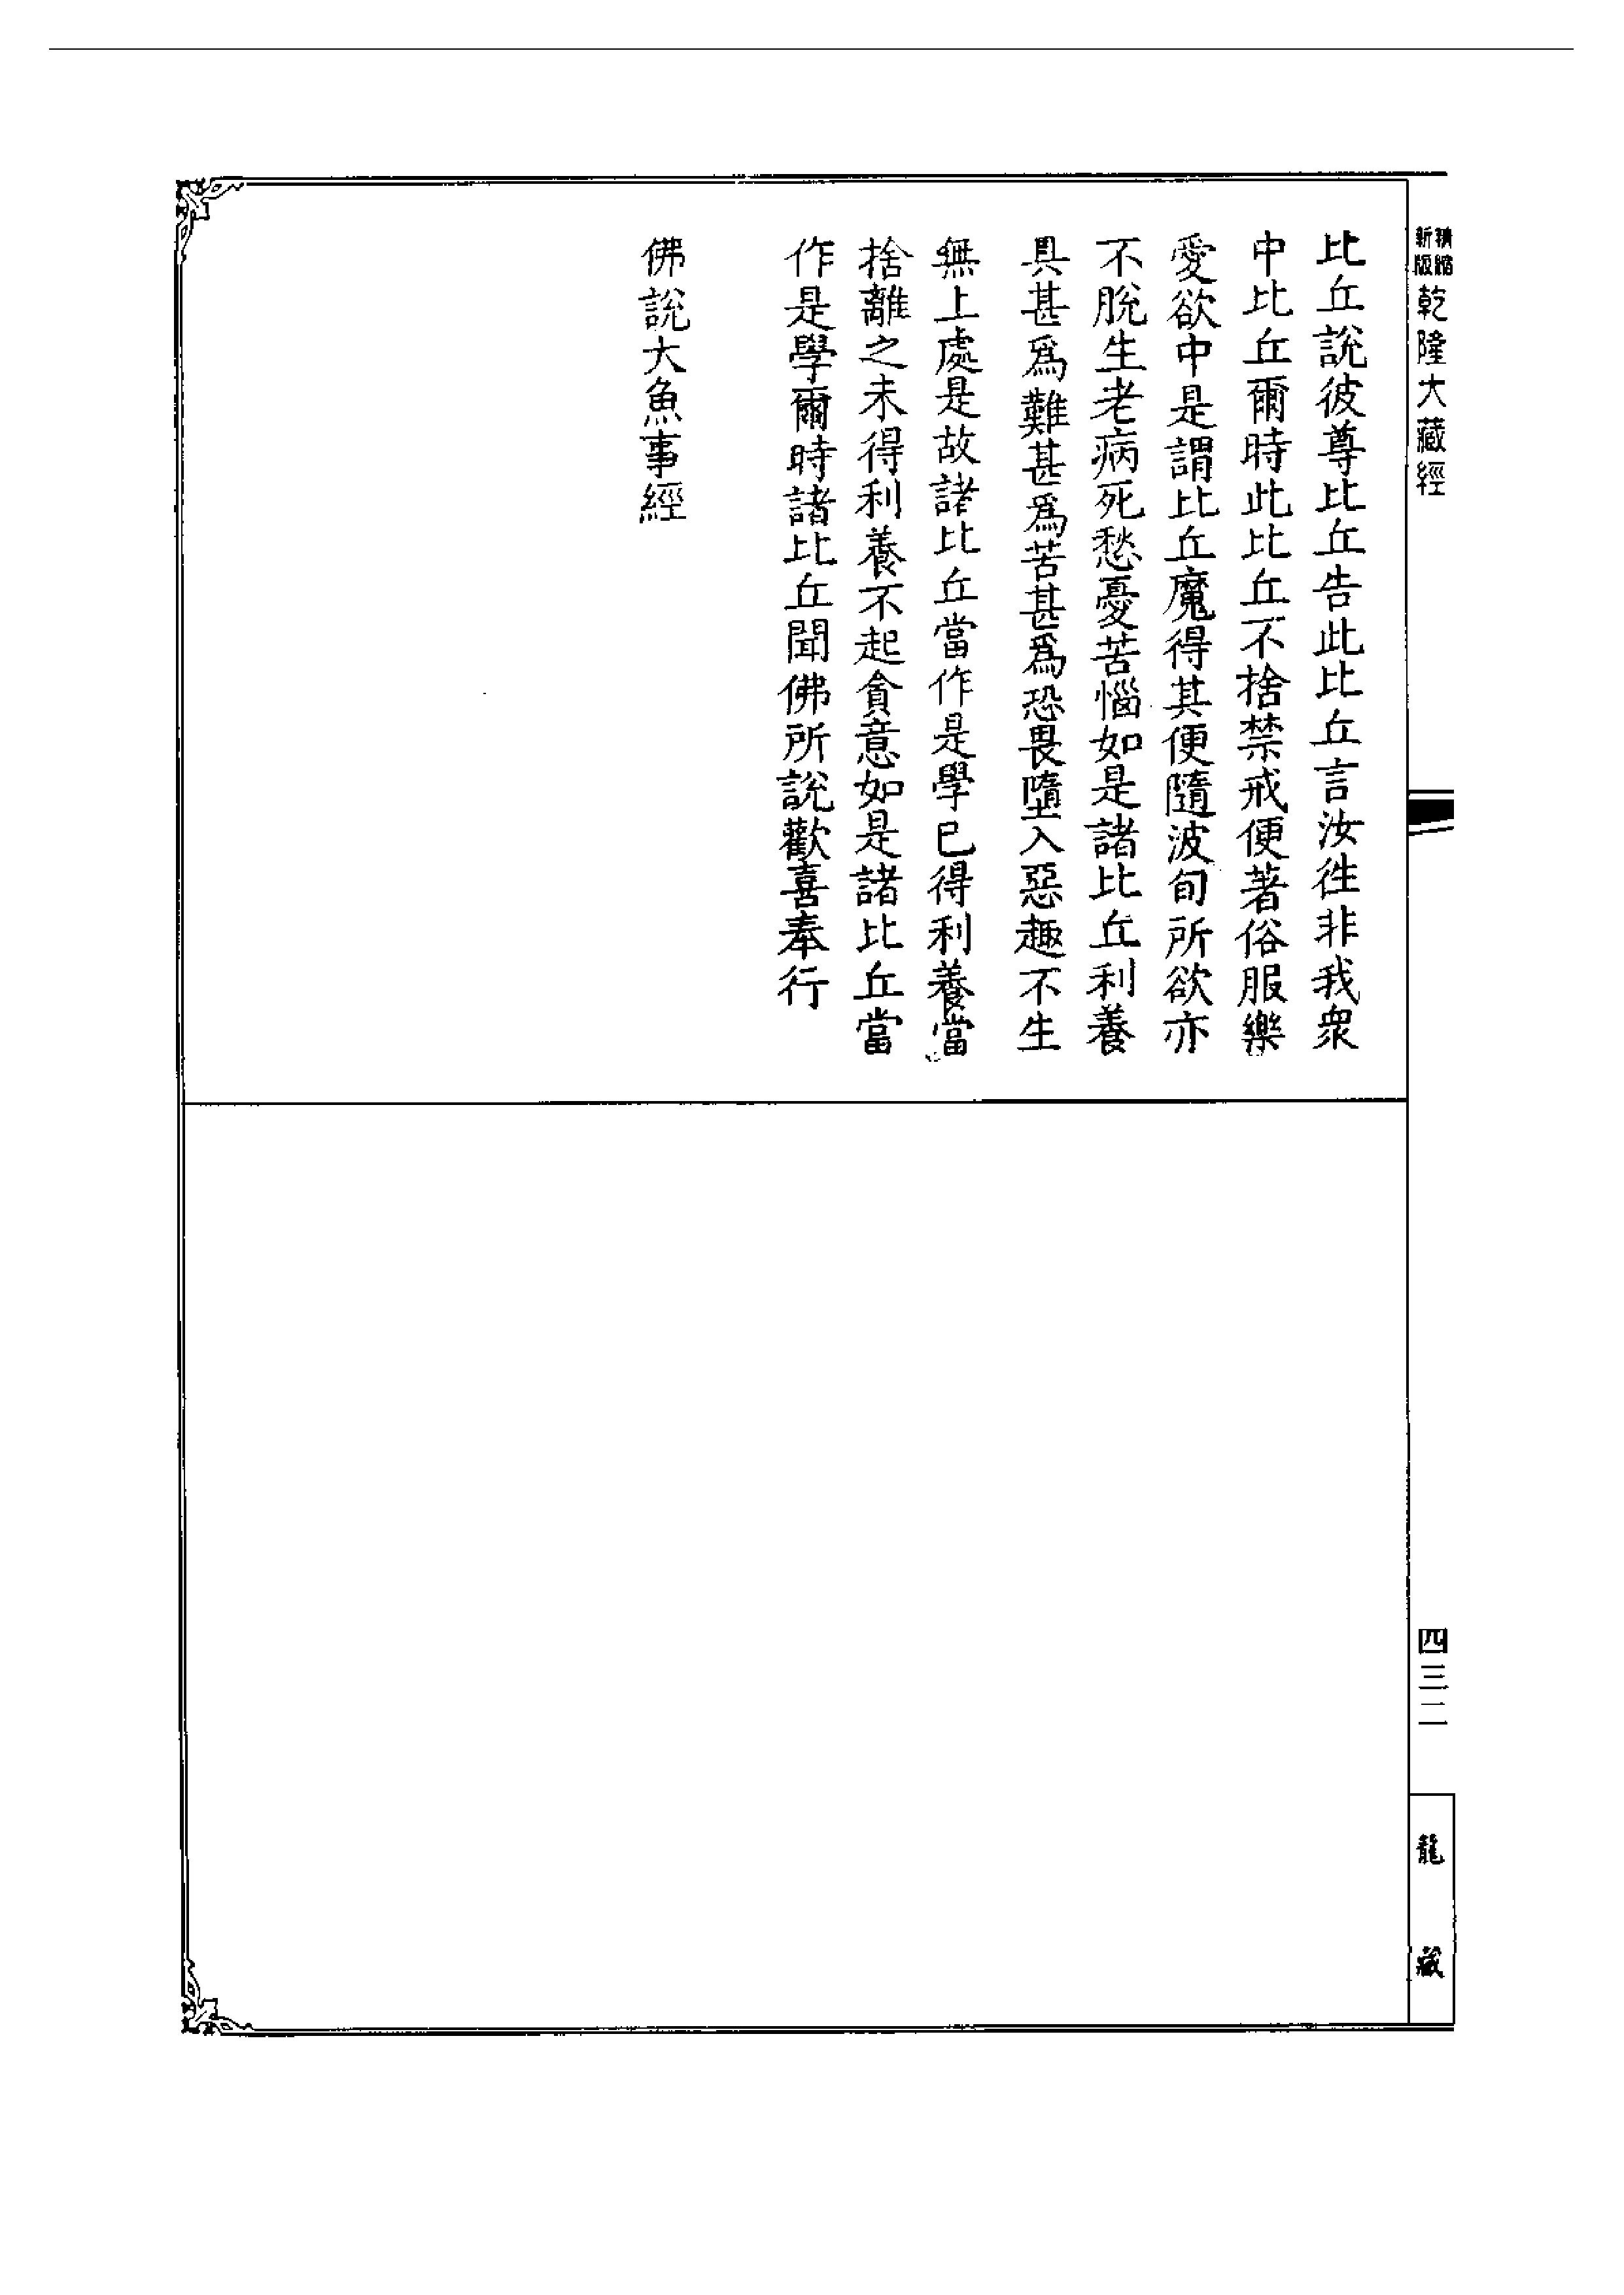 精縮
新版
乾隆大藏經
比丘說彼尊比丘告此比丘言汝徃非我衆
中比丘爾時此比丘不捨禁戒便著俗服樂
愛欲中是謂比丘魔得其便隨波旬所欲亦
不脫生老病死愁憂苦惱如是諸比丘利養
具甚爲難甚爲苦甚爲恐畏墮入惡趣不生
無上處是故諸比丘當作是學已得利養當
捨離之未得利養不起貪意如是諸比丘當
作是學爾時諸比丘聞佛所說歡喜奉行
佛說大魚事經
四三二
龍藏